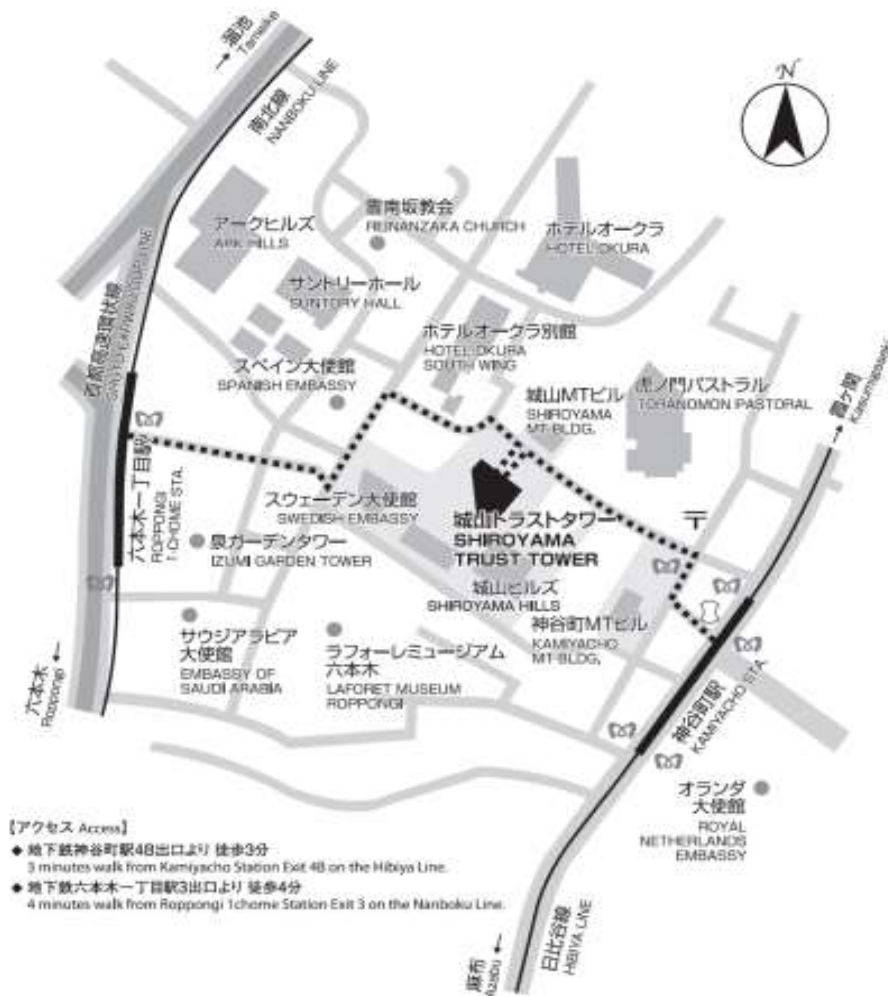 溜池
Tameike
南北線
NANBOKU LINE
N
霊南坂教会
REINANZAKA CHURCH
アークヒルズ
ARK HILLS
ホテルオークラ
HOTEL OKURA
サントリーホール
SUNTORY HALL
首都高速環状線
ホテルオークラ別館
HOTEL OKURA
SOUTH WING
スペイン大使館
SPANISH EMBASSY
城山MTビル
SHIROYAMA
MT-BLDG.
虎ノ門パストラル
TORANOMON PASTORAL
霞ヶ関
Kasumigaseki
六本木一丁目駅
ROPPONGI
1-CHOME STA.
スウェーデン大使館
SWEDISH EMBASSY
城山トラストタワー
SHIROYAMA
TRUST TOWER
〒
泉ガーデンタワー
IZUMI GARDEN TOWER
城山ヒルズ
SHIROYAMA HILLS
神谷町MTビル
KAMIYACHO
MT-BLDG.
サウジアラビア
大使館
EMBASSY OF
SAUDI ARABIA
ラフォーレミュージアム
六本木
LAFORET MUSEUM
ROPPONGI
六本木
Roppongi
神谷町駅
KAMIYACHO STA.
オランダ
大使館
ROYAL
NETHERLANDS
EMBASSY
【アクセス Access】
◆ 地下鉄神谷町駅4B出口より 徒歩3分
3 minutes walk from Kamiyacho Station Exit 4B on the Hibiya Line.
◆ 地下鉄六本木一丁目駅3出口より 徒歩4分
4 minutes walk from Roppongi 1chome Station Exit 3 on the Nanboku Line.
日比谷線
HIBIYA LINE
麻布
Azabu